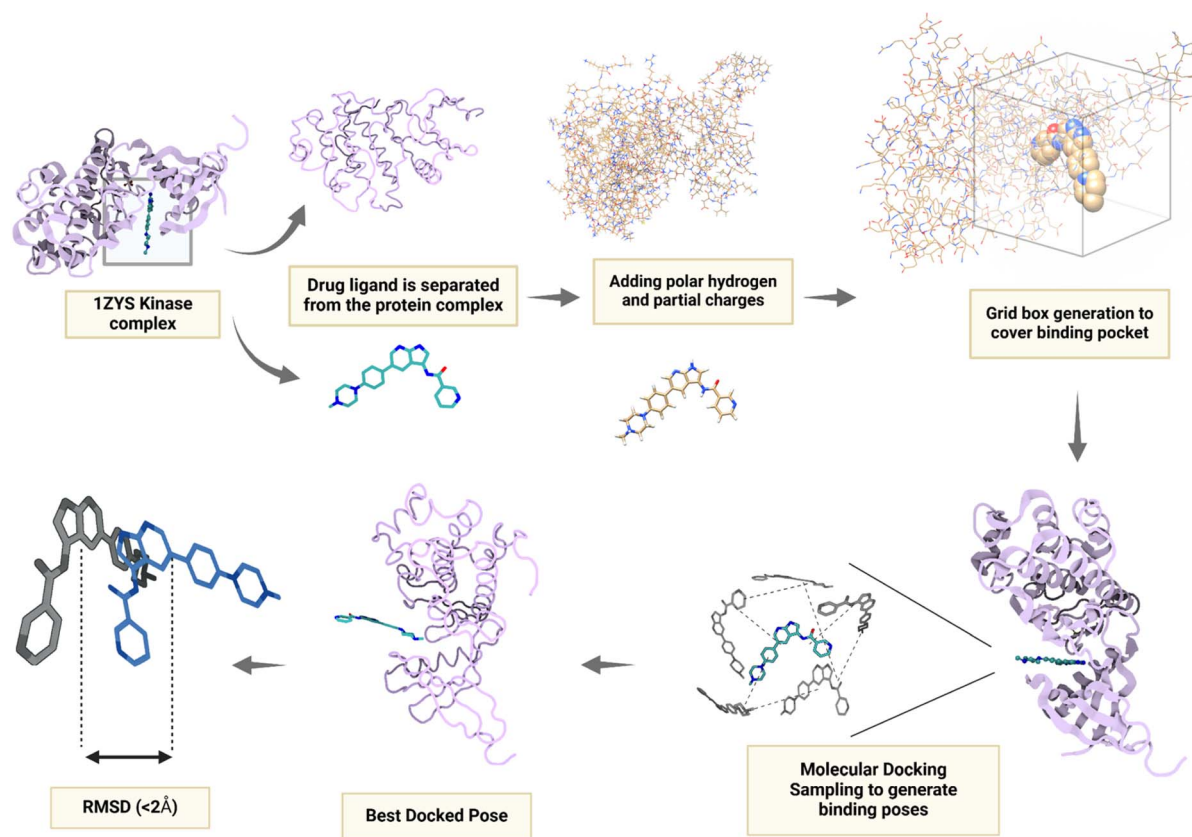 1ZYS Kinase
complex
Drug ligand is separated
from the protein complex
Adding polar hydrogen
and partial charges
Grid box generation to
cover binding pocket
RMSD (<2Å)
Best Docked Pose
Molecular Docking
Sampling to generate
binding poses